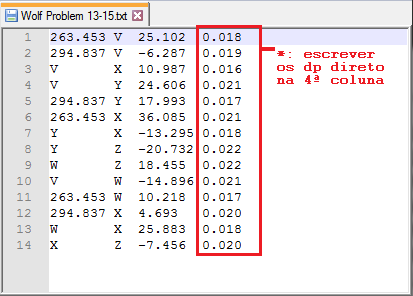 Wolf Problem 13-15.txt
1 263.453 V 25.102 0.018
2 294.837 V -6.287 0.019
3 V X 10.987 0.016
4 V Y 24.606 0.021
5 294.837 Y 17.993 0.017
6 263.453 X 36.085 0.021
7 Y X -13.295 0.018
8 Y Z -20.732 0.022
9 W Z 18.455 0.022
10 V W -14.896 0.021
11 263.453 W 10.218 0.017
12 294.837 X 4.693 0.020
13 W X 25.883 0.018
14 X Z -7.456 0.020
*: escrever
os dp direto
na 4ª coluna